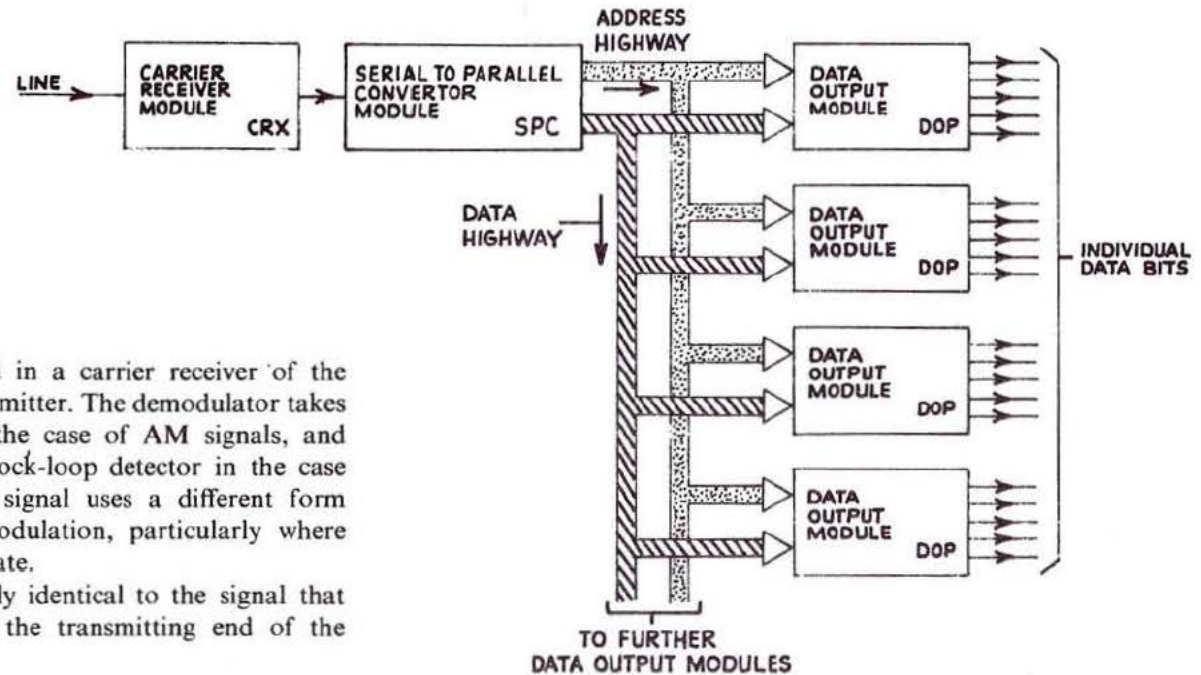 ADDRESS
HIGHWAY
LINE
CARRIER
RECEIVER
MODULE
CRX
SERIAL TO PARALLEL
CONVERTOR
MODULE
SPC
DATA
OUTPUT
MODULE
DOP
DATA
HIGHWAY
DATA
OUTPUT
MODULE
DOP
INDIVIDUAL
DATA BITS
DATA
OUTPUT
MODULE
DOP
DATA
OUTPUT
MODULE
DOP
TO FURTHER
DATA OUTPUT MODULES
in a carrier receiver of the
mitter. The demodulator takes
the case of AM signals, and
ock-loop detector in the case
signal uses a different form
odulation, particularly where
ate.
ly identical to the signal that
the transmitting end of the